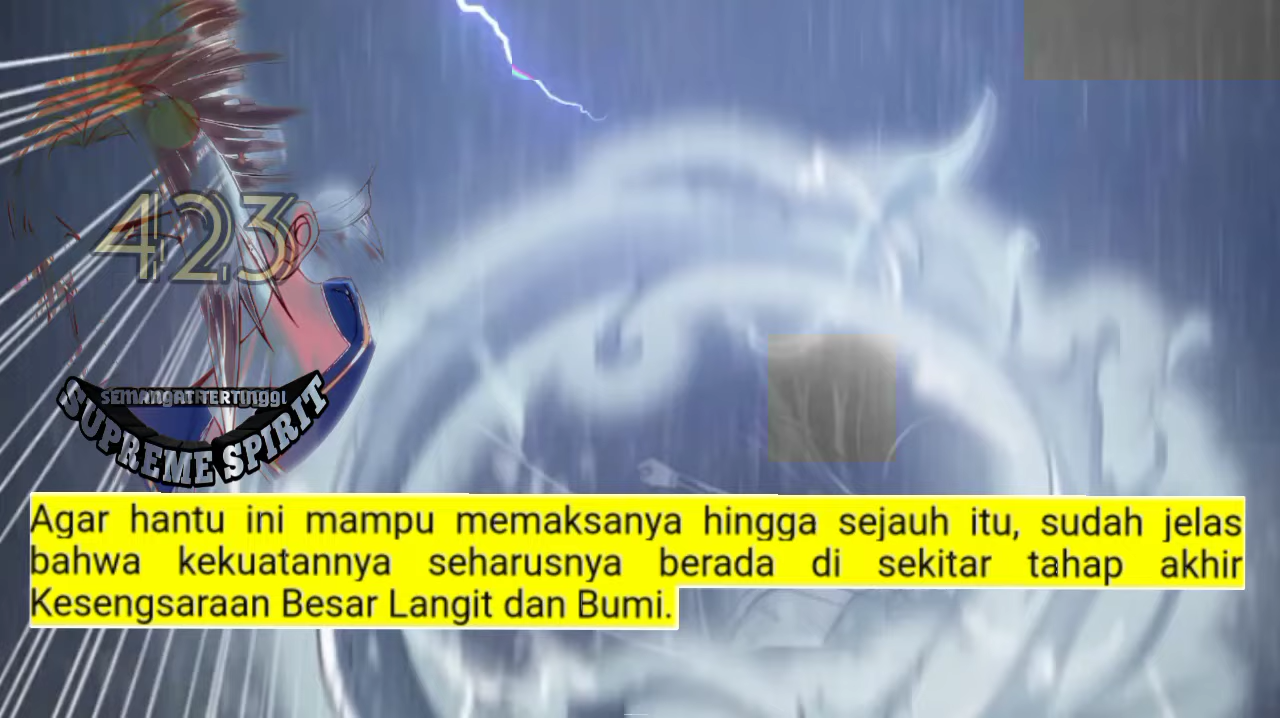 423
SEMANGAT TERTINGGI
SUPREME SPIRIT
Agar hantu ini mampu memaksanya hingga sejauh itu, sudah jelas
bahwa kekuatannya seharusnya berada di sekitar tahap akhir
Kesengsaraan Besar Langit dan Bumi.